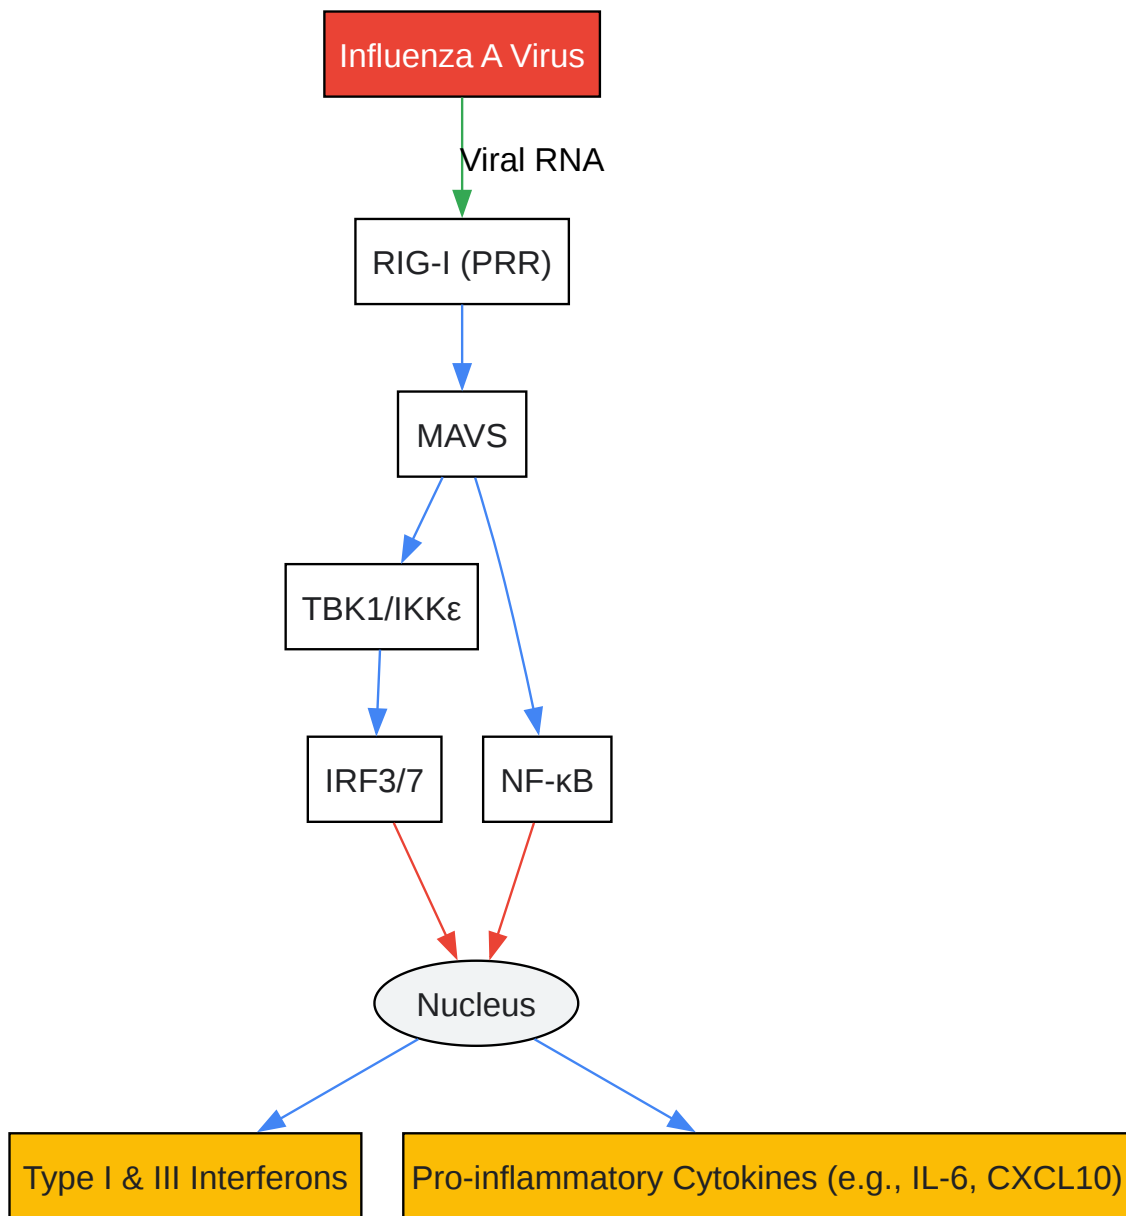 Influenza A Virus
Viral RNA
RIG-I (PRR)
MAVS
TBK1/IKKε
IRF3/7
NF-κB
Nucleus
Type I & III Interferons
Pro-inflammatory Cytokines (e.g., IL-6, CXCL10)